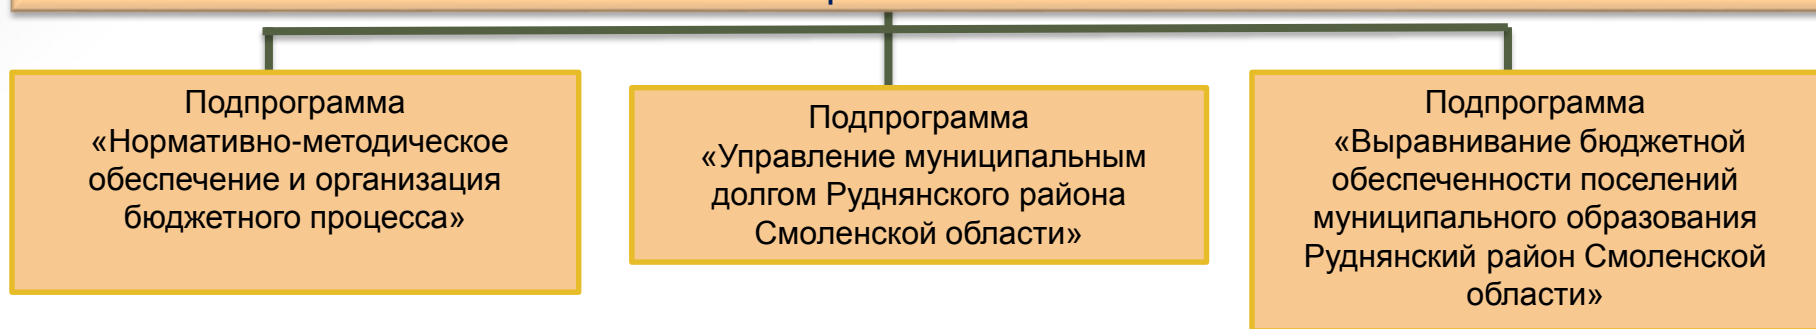 Подпрограмма
«Нормативно-методическое
обеспечение и организация
бюджетного процесса»
Подпрограмма
«Управление муниципальным
долгом Руднянского района
Смоленской области»
Подпрограмма
«Выравнивание бюджетной
обеспеченности поселений
муниципального образования
Руднянский район Смоленской
области»